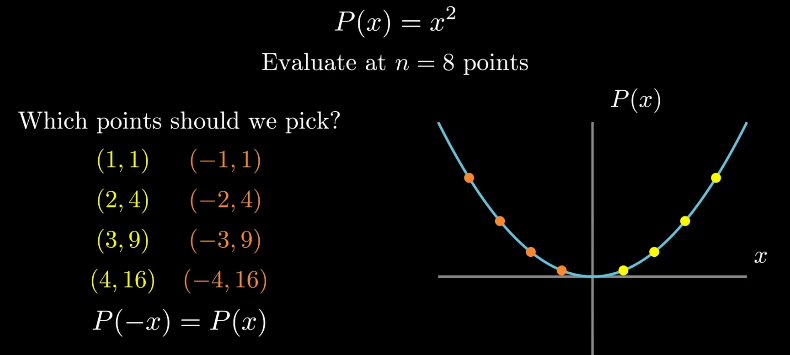 P(x) = x²
Evaluate at n = 8 points
Which points should we pick?
(1, 1) (−1, 1)
(2, 4) (−2, 4)
(3, 9) (−3, 9)
(4, 16) (−4, 16)
P(−x) = P(x)
P(x)
x